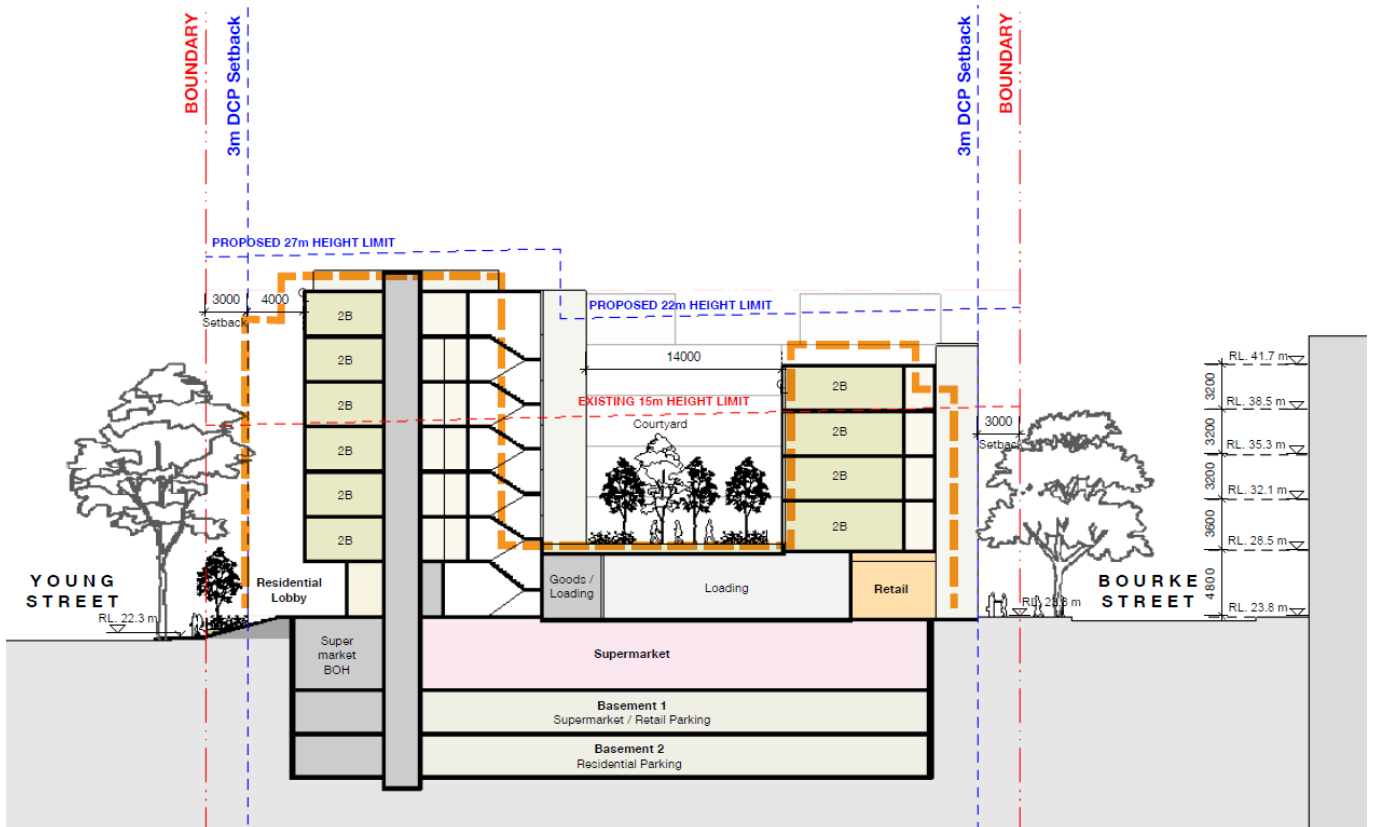 BOUNDARY
3m DCP Setback
3m DCP Setback
BOUNDARY
PROPOSED 27m HEIGHT LIMIT
3000
4000
Setback
PROPOSED 22m HEIGHT LIMIT
2B
2B
2B
2B
2B
2B
14000
EXISTING 15m HEIGHT LIMIT
Courtyard
2B
2B
2B
2B
3000
Setback
RL. 41.7 m
3200
RL. 38.5 m
3200
RL. 35.3 m
3200
RL. 32.1 m
3600
RL. 28.5 m
4800
RL. 23.8 m
YOUNG
STREET
RL. 22.3 m
Residential
Lobby
Goods /
Loading
Loading
Retail
BOURKE
STREET
Super
market
BOH
Supermarket
Basement 1
Supermarket / Retail Parking
Basement 2
Residential Parking